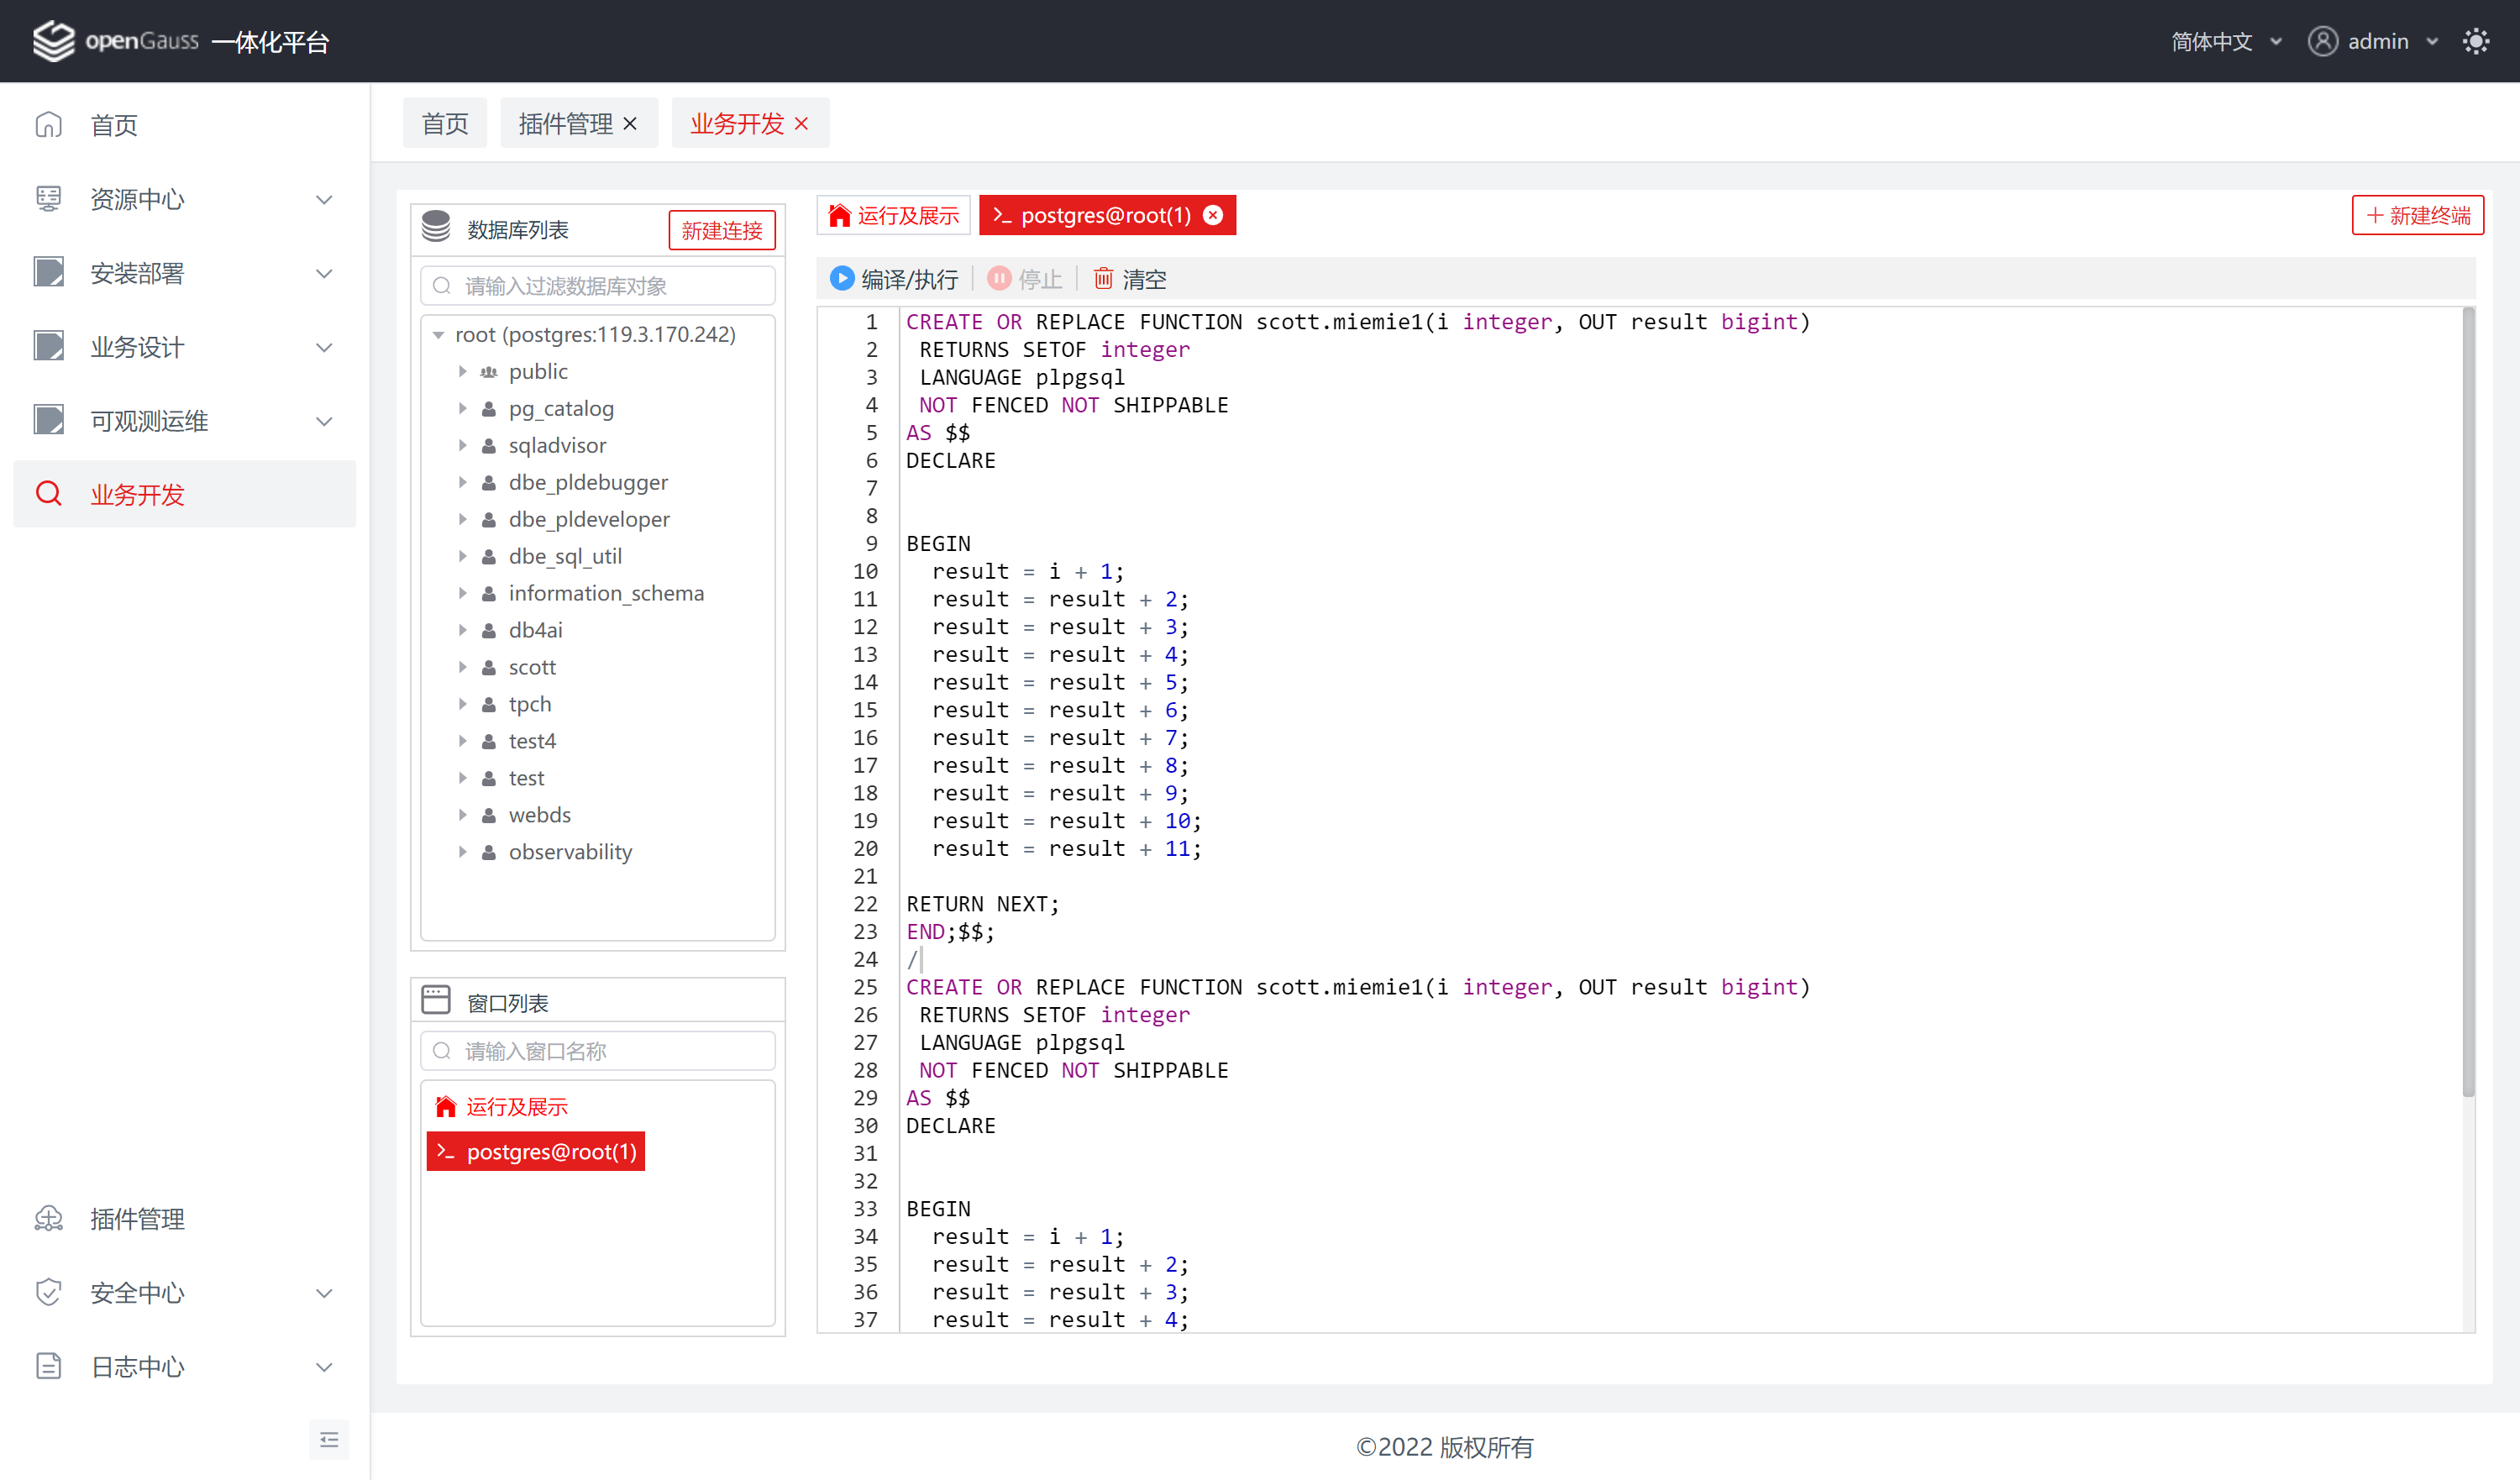 openGauss 一体化平台
简体中文
admin
首页
资源中心
安装部署
业务设计
可观测运维
业务开发
插件管理
安全中心
日志中心
首页
插件管理
业务开发
数据库列表
新建连接
请输入过滤数据库对象
root (postgres:119.3.170.242)
public
pg_catalog
sqladvisor
dbe_pldebugger
dbe_pldeveloper
dbe_sql_util
information_schema
db4ai
scott
tpch
test4
test
webds
observability
窗口列表
请输入窗口名称
运行及展示
>_ postgres@root(1)
运行及展示
>_ postgres@root(1)
+ 新建终端
编译/执行
停止
清空
1 CREATE OR REPLACE FUNCTION scott.miemie1(i integer, OUT result bigint)
2 RETURNS SETOF integer
3 LANGUAGE plpgsql
4 NOT FENCED NOT SHIPPABLE
5 AS $$
6 DECLARE
7
8
9 BEGIN
10 result = i + 1;
11 result = result + 2;
12 result = result + 3;
13 result = result + 4;
14 result = result + 5;
15 result = result + 6;
16 result = result + 7;
17 result = result + 8;
18 result = result + 9;
19 result = result + 10;
20 result = result + 11;
21
22 RETURN NEXT;
23 END;$$;
24 /
25 CREATE OR REPLACE FUNCTION scott.miemie1(i integer, OUT result bigint)
26 RETURNS SETOF integer
27 LANGUAGE plpgsql
28 NOT FENCED NOT SHIPPABLE
29 AS $$
30 DECLARE
31
32
33 BEGIN
34 result = i + 1;
35 result = result + 2;
36 result = result + 3;
37 result = result + 4;
©2022 版权所有